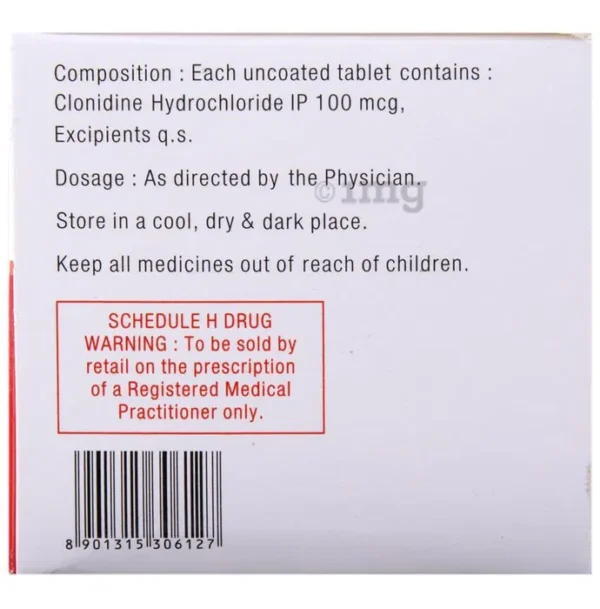 Composition : Each uncoated tablet contains :
Clonidine Hydrochloride IP 100 mcg,
Excipients q.s.
Dosage : As directed by the Physician.
©1mg
Store in a cool, dry & dark place.
Keep all medicines out of reach of children.
SCHEDULE H DRUG
WARNING : To be sold by
retail on the prescription
of a Registered Medical
Practitioner only.
8 901315 306127